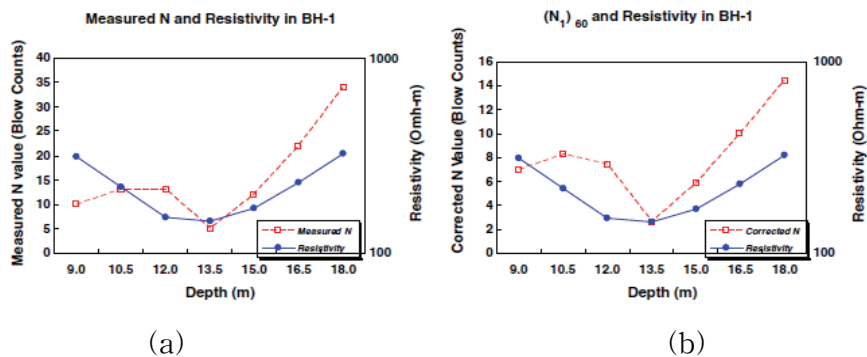 Measured N and Resistivity in BH-1
Measured N value (Blow Counts)
40
35
30
25
20
15
10
5
0
1000
100
Resistivity (Omh-m)
Measured N
Resistivity
9.0 10.5 12.0 13.5 15.0 16.5 18.0
Depth (m)
(a)
(N1) 60 and Resistivity in BH-1
Corrected N Value (Blow Counts)
16
14
12
10
8
6
4
2
0
1000
100
Resistivity (Ohm-m)
Corrected N
Resistivity
9.0 10.5 12.0 13.5 15.0 16.5 18.0
Depth (m)
(b)